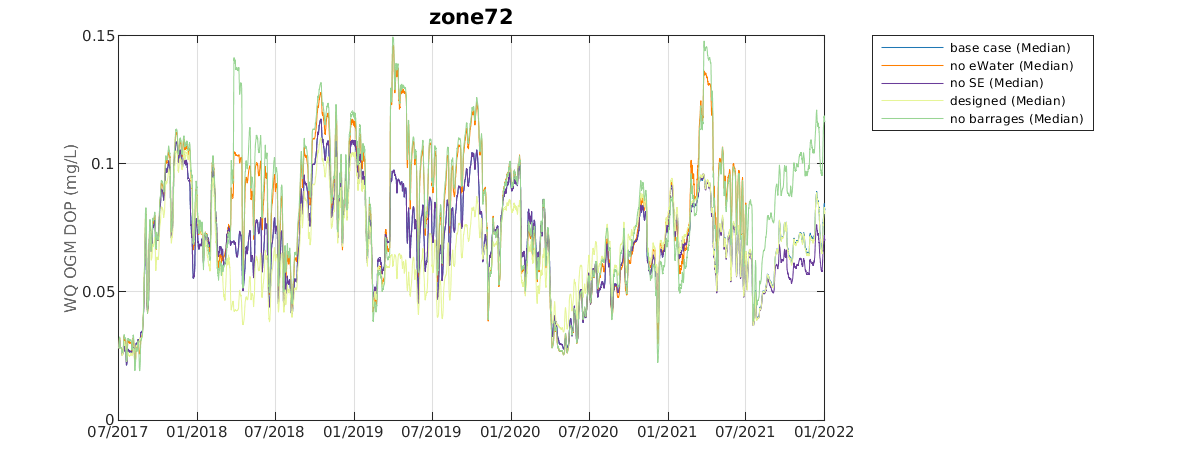 zone72
WQ OGM DOP (mg/L)
0.15
0.1
0.05
0
07/2017 01/2018 07/2018 01/2019 07/2019 01/2020 07/2020 01/2021 07/2021 01/2022
base case (Median)
no eWater (Median)
no SE (Median)
designed (Median)
no barrages (Median)